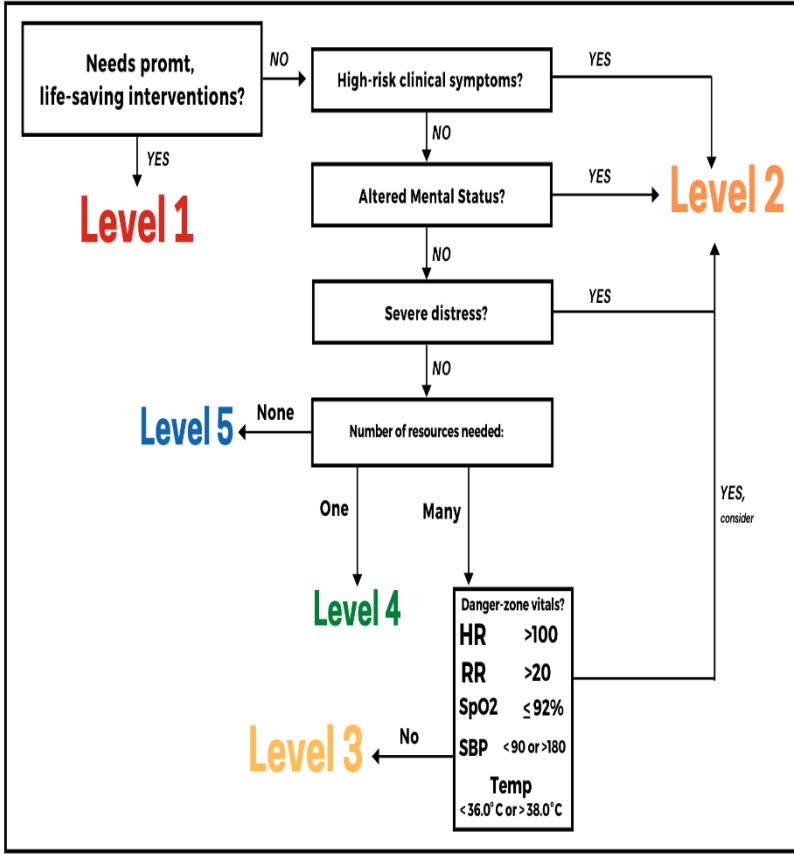 Needs promt,
life-saving interventions?
NO
High-risk clinical symptoms?
YES
YES
NO
Level 1
Altered Mental Status?
YES
Level 2
NO
Severe distress?
YES
NO
Level 5
None
Number of resources needed:
One
Many
YES,
consider
Level 4
Danger-zone vitals?
HR >100
RR >20
SpO2 ≤ 92%
SBP < 90 or >180
Temp
< 36.0°C or > 38.0°C
No
Level 3